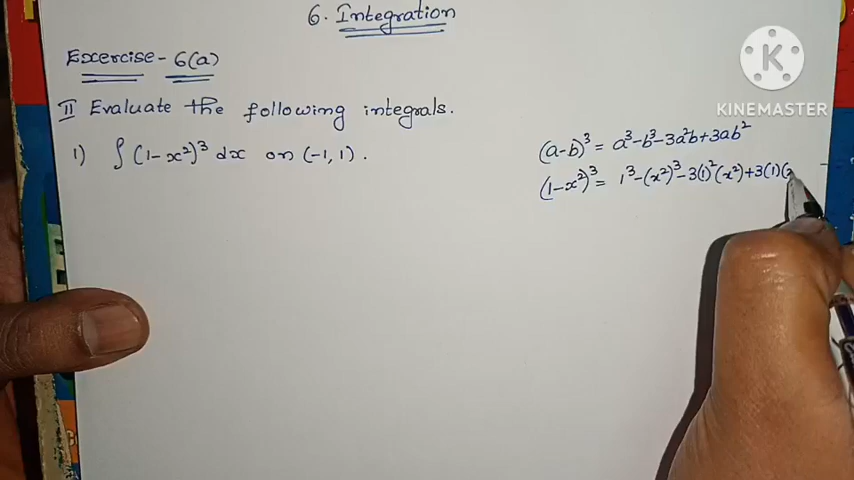 6. Integration
Excercise - 6(a)
II Evaluate the following integrals.
1) ∫ (1-x²)³ dx on (-1, 1).
(a-b)³ = a³-b³-3a²b+3ab²
(1-x²)³ = 1³-(x²)³-3(1)²(x²)+3(1)(
K
KINEMASTER